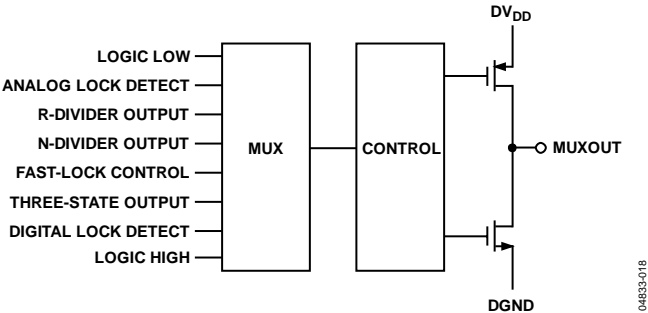 DVDD
LOGIC LOW
ANALOG LOCK DETECT
R-DIVIDER OUTPUT
N-DIVIDER OUTPUT
FAST-LOCK CONTROL
THREE-STATE OUTPUT
DIGITAL LOCK DETECT
LOGIC HIGH
MUX
CONTROL
MUXOUT
DGND
04833-018